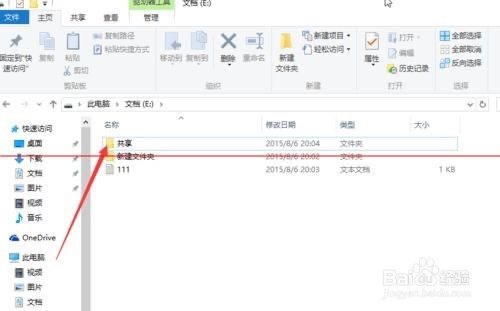 驱动器工具 文档 (E:)
文件 主页 共享 查看 管理
固定到“快速访问” 复制 粘贴 复制路径 粘贴快捷方式 剪切 移动到 复制到 删除 重命名 新建文件夹 新建项目 轻松访问 属性 打开 编辑 历史记录 全部选择 全部取消 反向选择
剪贴板 组织 新建 打开 选择
此电脑 文档 (E:)
名称 修改日期 类型 大小
快速访问
桌面
下载
文档
图片
视频
音乐
OneDrive
此电脑
视频
图片
文档
共享 2015/8/6 20:04 文件夹
新建文件夹 2015/8/6 20:02 文件夹
111 2015/8/6 20:03 文本文档 1 KB
Baidu 经验